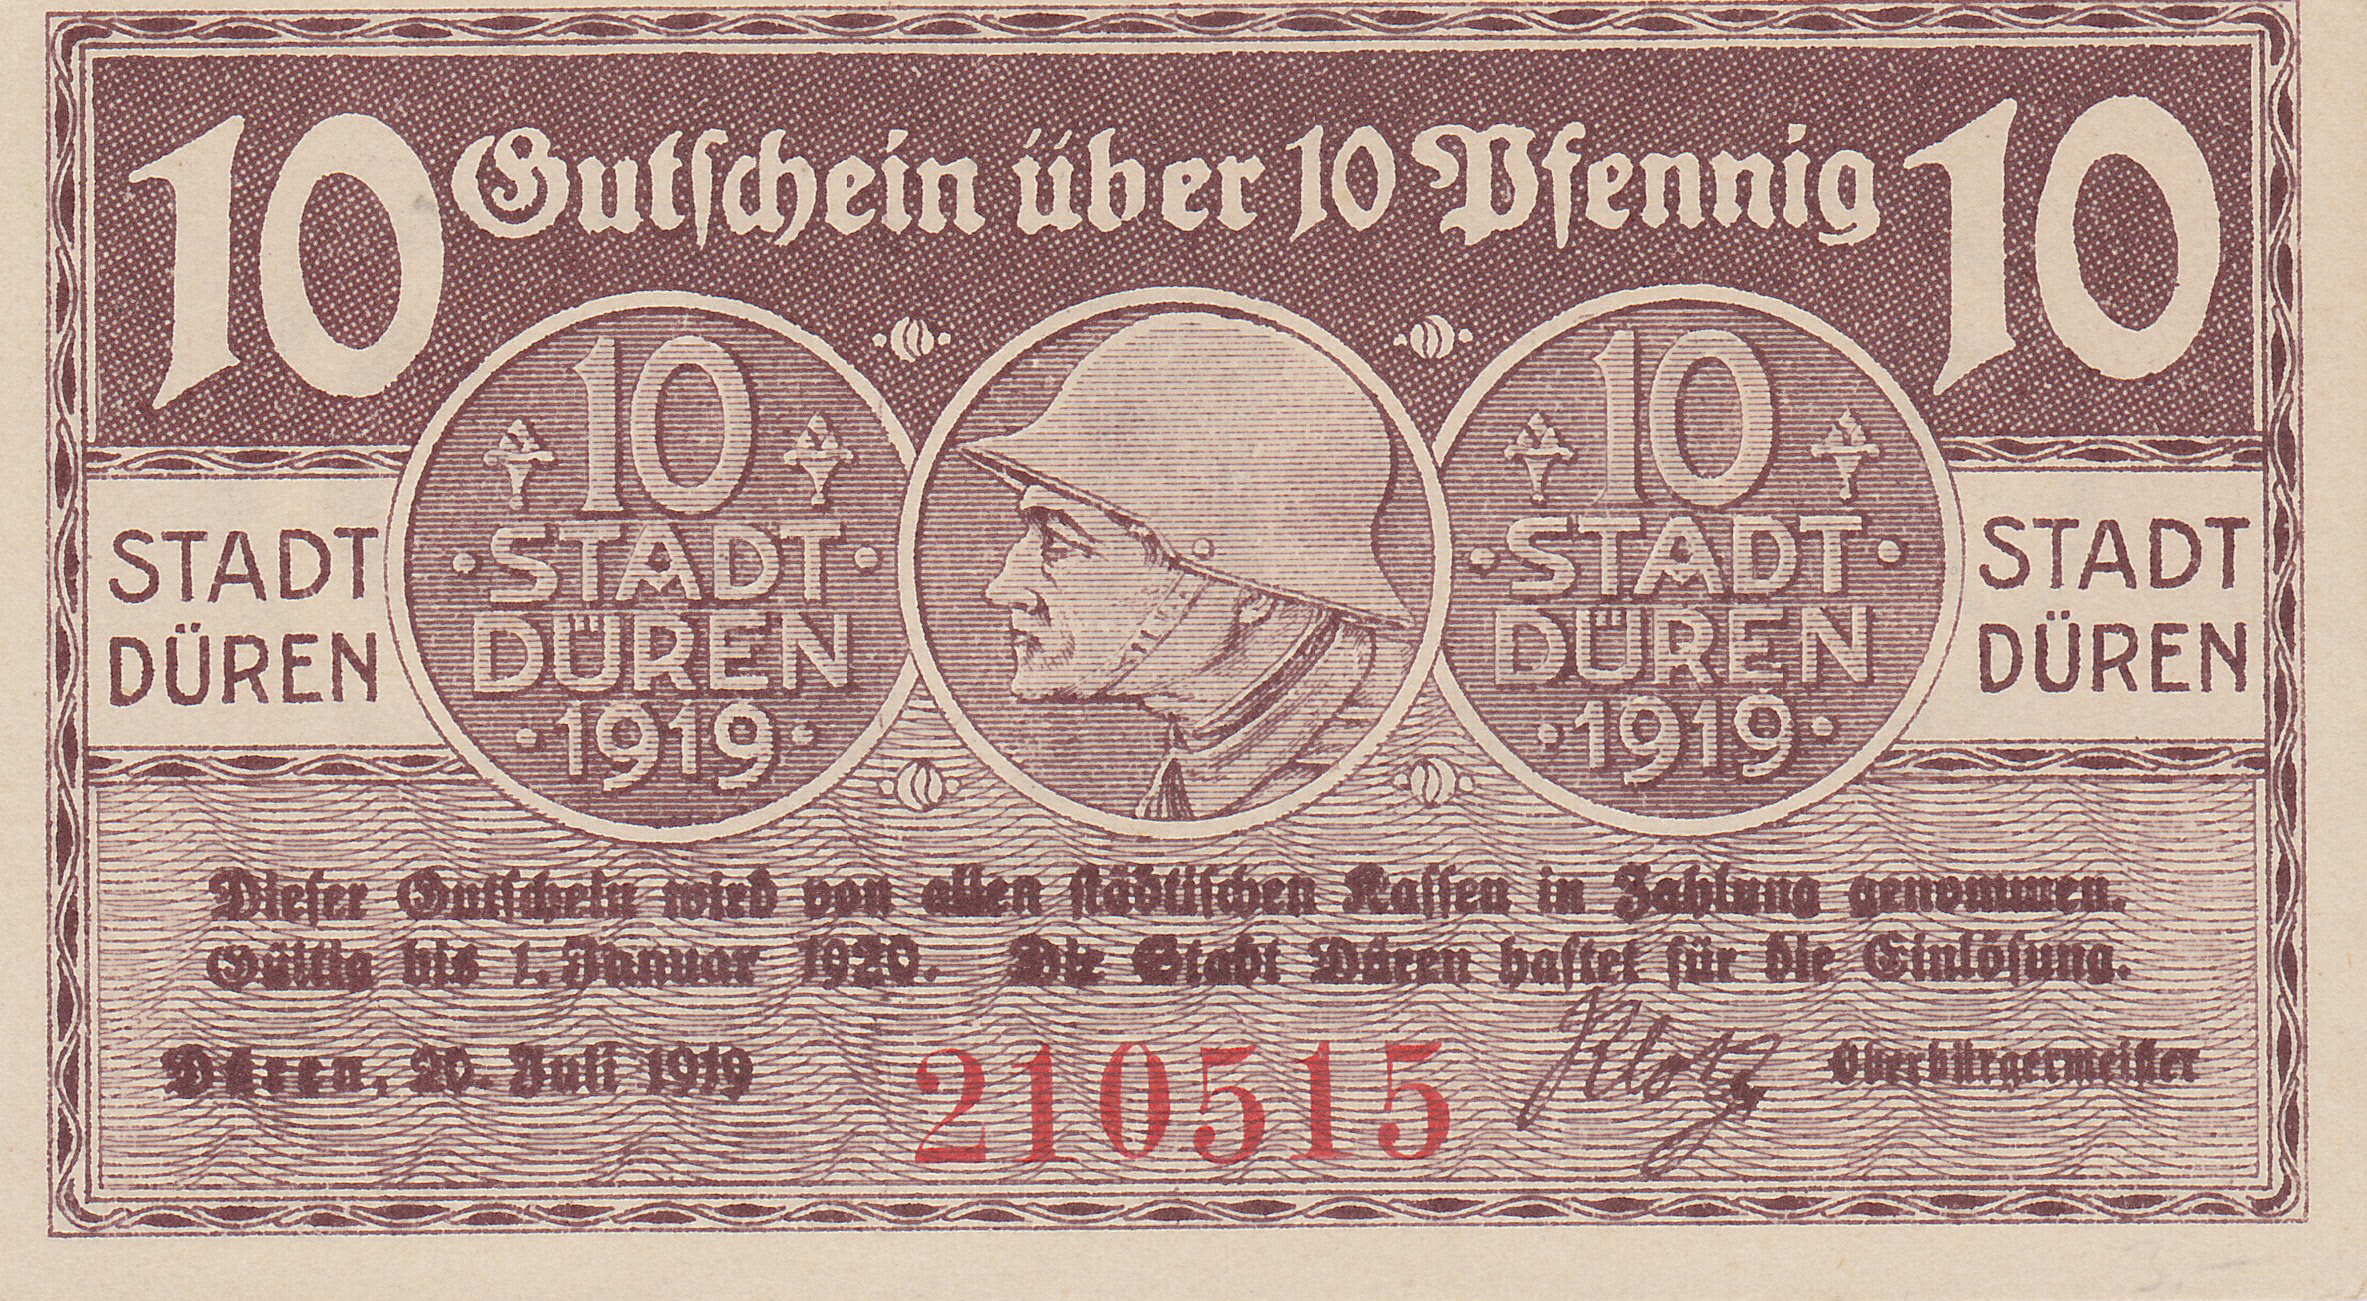 10 Gutschein über 10 Pfennig 10
10
STADT
DÜREN
1919
10
STADT
DÜREN
1919
STADT
DÜREN
STADT
DÜREN
Dieser Gutschein wird von allen städtischen Kassen in Zahlung genommen.
Gültig bis 1. Januar 1920. Die Stadt Düren haftet für die Einlösung.
Düren, 20. Juli 1919
210515
Klotz
Oberbürgermeister